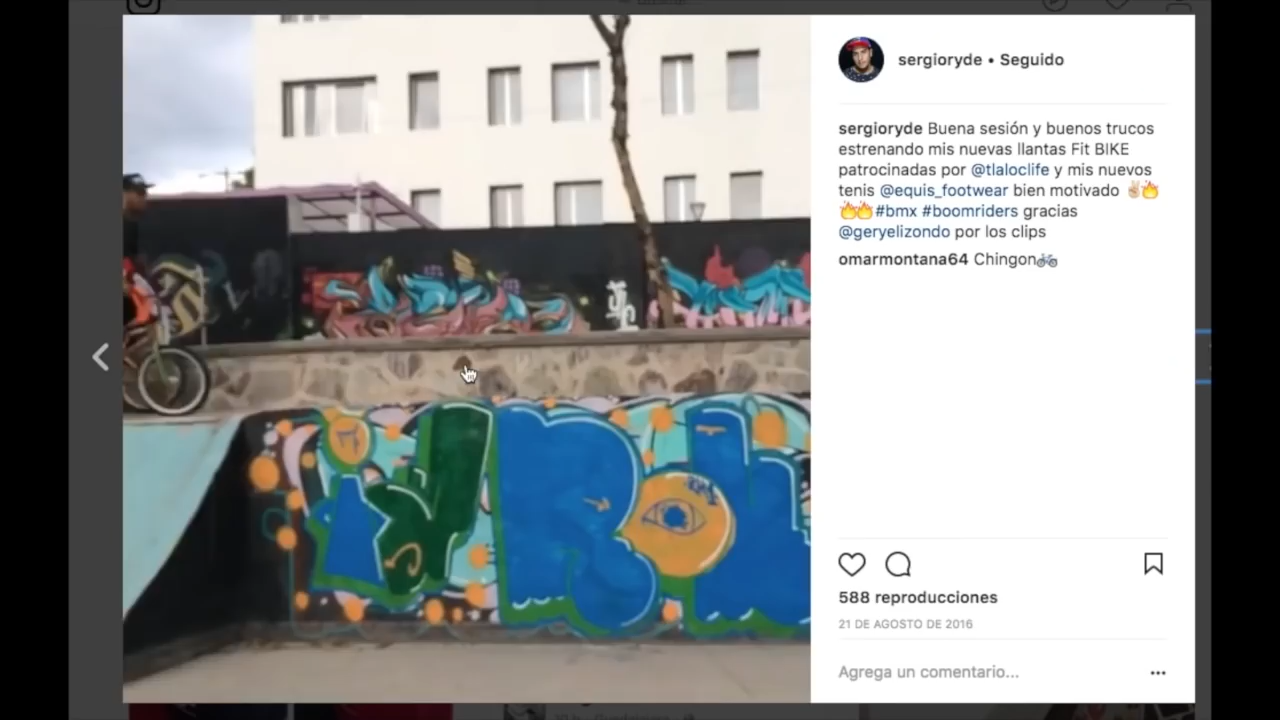 sergioryde • Seguido
sergioryde Buena sesión y buenos trucos
estrenando mis nuevas llantas Fit BIKE
patrocinadas por @tlaloclife y mis nuevos
tenis @equis_footwear bien motivado ✌🏼🔥
🔥🔥#bmx #boomriders gracias
@geryelizondo por los clips
omarmontana64 Chingon🚲
588 reproducciones
21 DE AGOSTO DE 2016
Agrega un comentario...